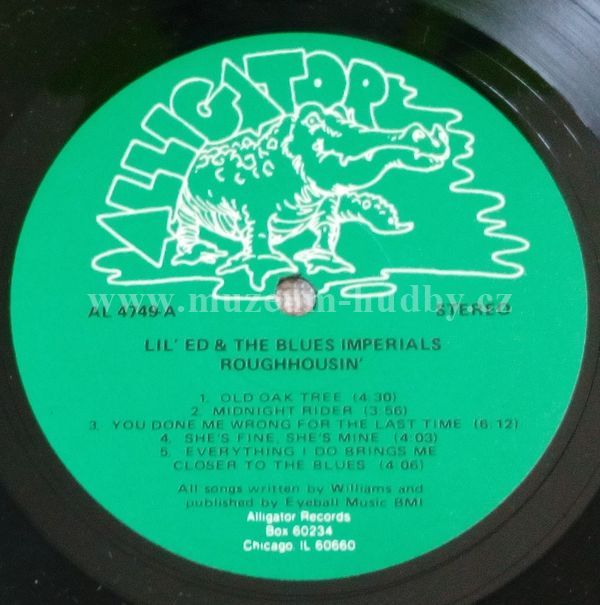 ALLIGATOR
www.muzeum-hudby.cz
AL 4749-A STEREO
LIL' ED & THE BLUES IMPERIALS
ROUGHHOUSIN'
1. OLD OAK TREE (4:30)
2. MIDNIGHT RIDER (3:56)
3. YOU DONE ME WRONG FOR THE LAST TIME (6:12)
4. SHE'S FINE, SHE'S MINE (4:03)
5. EVERYTHING I DO BRINGS ME
CLOSER TO THE BLUES (4:06)
All songs written by Williams and
published by Eyeball Music BMI
Alligator Records
Box 60234
Chicago IL 60660